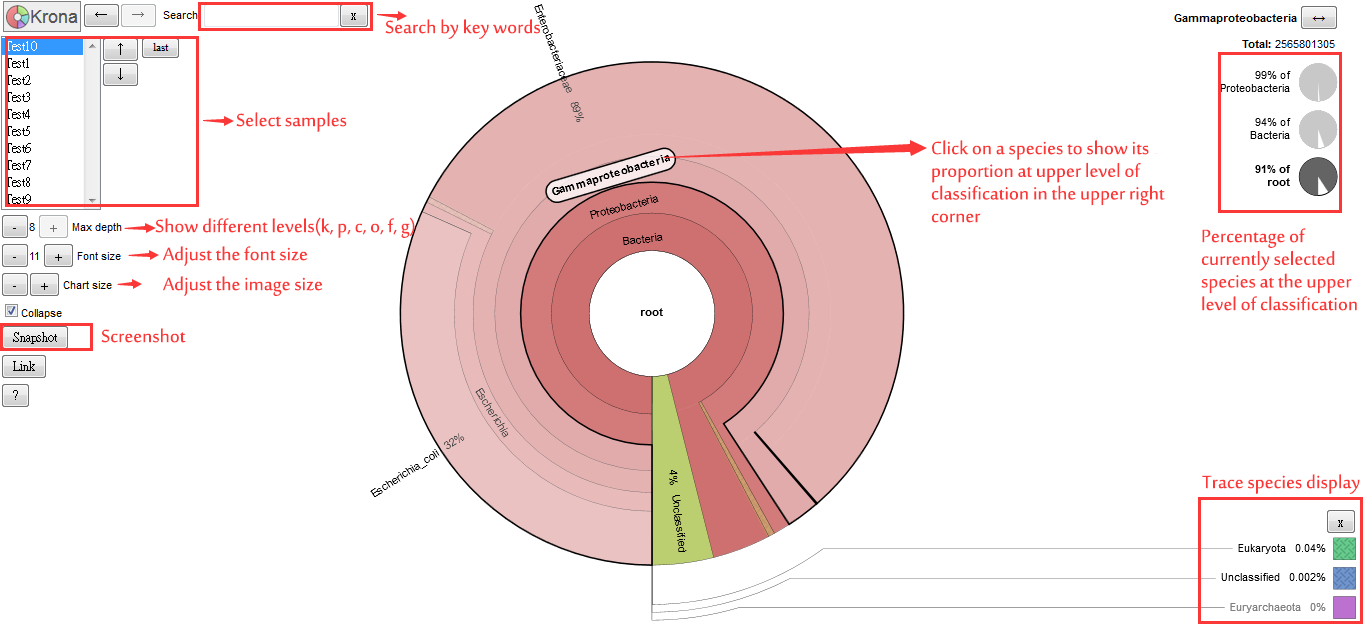 Krona
←
→
Search
x
Search by key words
Gammaproteobacteria
↔
Total: 2565801305
Test10
Test1
Test2
Test3
Test4
Test5
Test6
Test7
Test8
Test9
↑
↓
last
Select samples
99% of
Proteobacteria
94% of
Bacteria
91% of
root
Percentage of
currently selected
species at the upper
level of classification
Click on a species to show its
proportion at upper level of
classification in the upper right
corner
- 8 + Max depth
Show different levels(k, p, c, o, f, g)
- 11 + Font size
Adjust the font size
- + Chart size
Adjust the image size
Collapse
Snapshot
Screenshot
Link
?
Enterobacteriaceae 89%
Gammaproteobacteria
Proteobacteria
Bacteria
root
Escherichia
Escherichia_coli 32%
4% Unclassified
Trace species display
x
Eukaryota 0.04%
Unclassified 0.002%
Euryarchaeota 0%